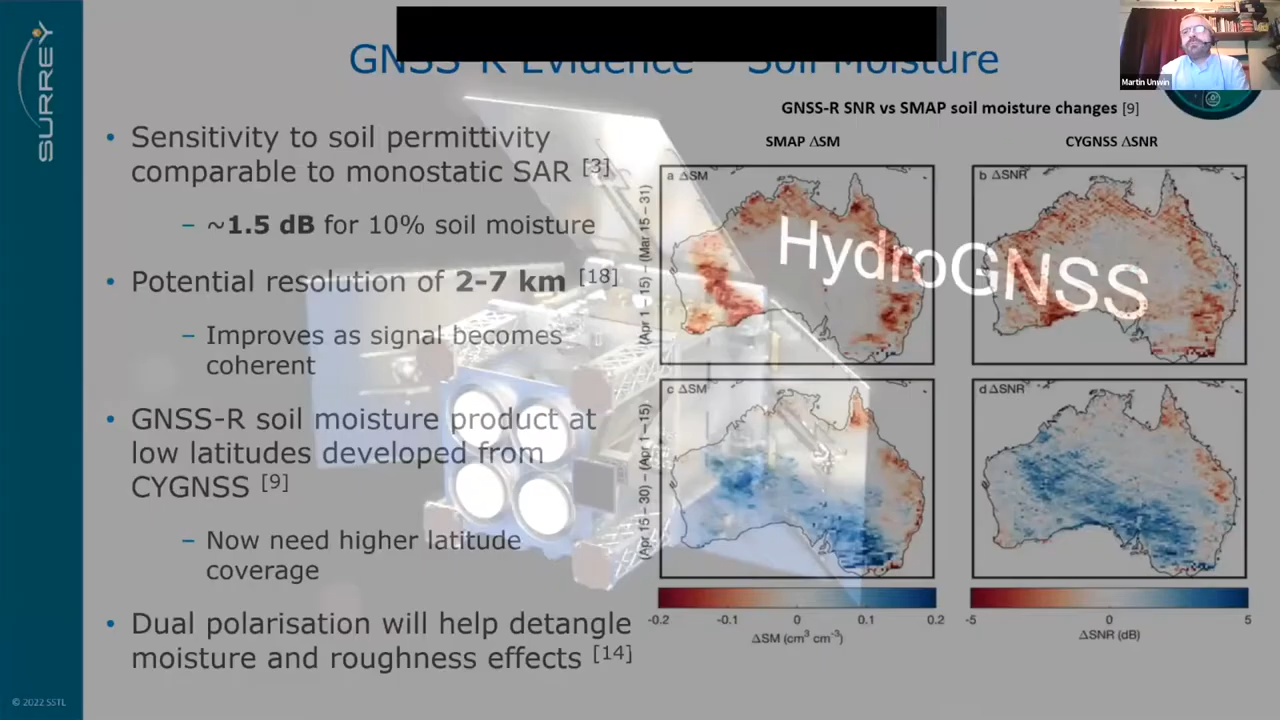 SURREY
GNSS-R Evidence Soil Moisture
Martin Unwin
GNSS-R SNR vs SMAP soil moisture changes [9]
• Sensitivity to soil permittivity
comparable to monostatic SAR [3]
– ~1.5 dB for 10% soil moisture
• Potential resolution of 2-7 km [18]
– Improves as signal becomes
coherent
• GNSS-R soil moisture product at
low latitudes developed from
CYGNSS [9]
– Now need higher latitude
coverage
• Dual polarisation will help detangle
moisture and roughness effects [14]
SMAP ΔSM
CYGNSS ΔSNR
a ΔSM
b ΔSNR
(Apr 1 – 15) – (Mar 15 – 31)
HydroGNSS
c ΔSM
d ΔSNR
(Apr 15 – 30) – (Apr 1 – 15)
-0.2 -0.1 0 0.1 0.2
ΔSM (cm³ cm⁻³)
-5 0 5
ΔSNR (dB)
© 2022 SSTL